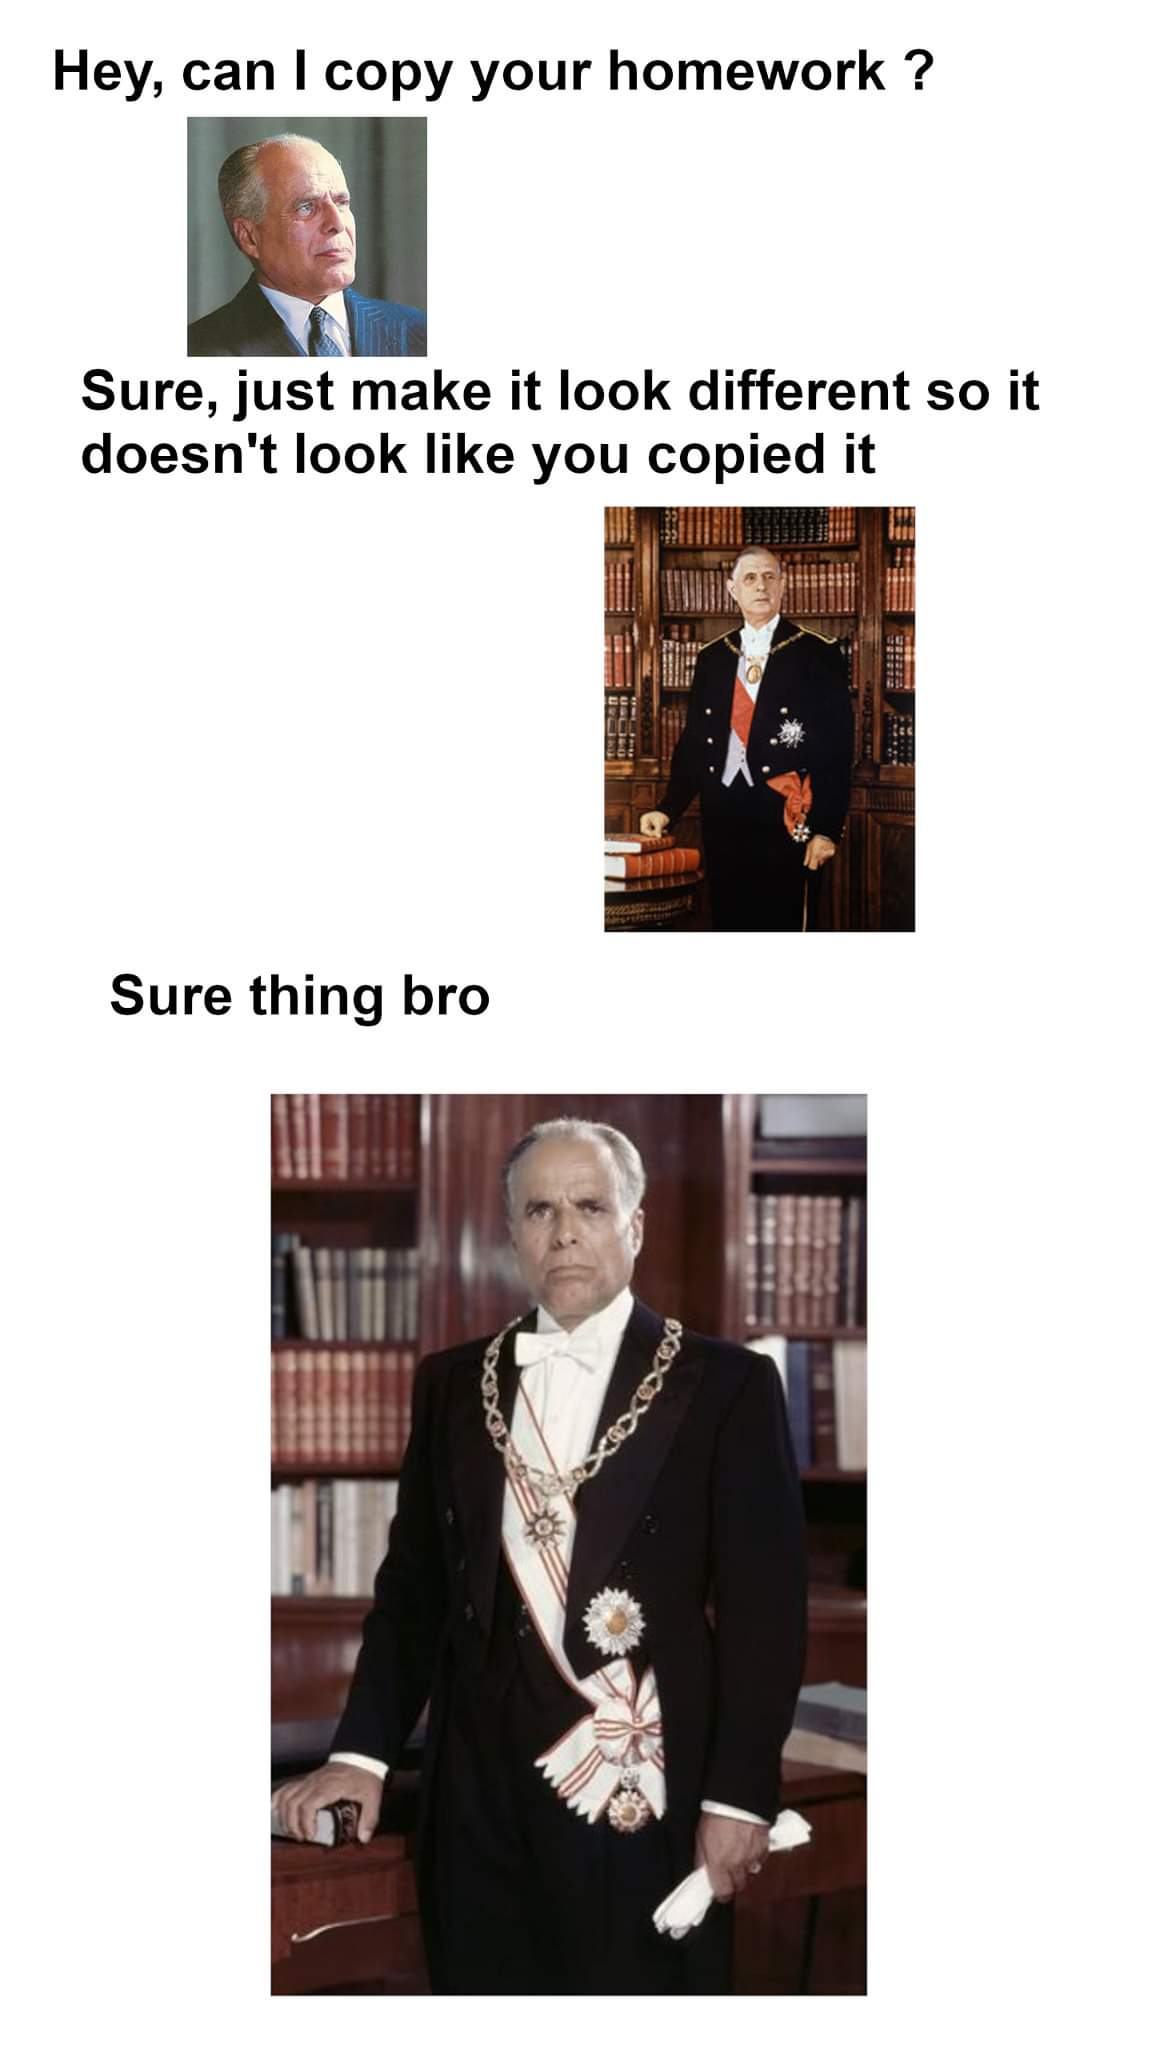 Hey, can I copy your homework ?
Sure, just make it look different so it
doesn't look like you copied it
Sure thing bro